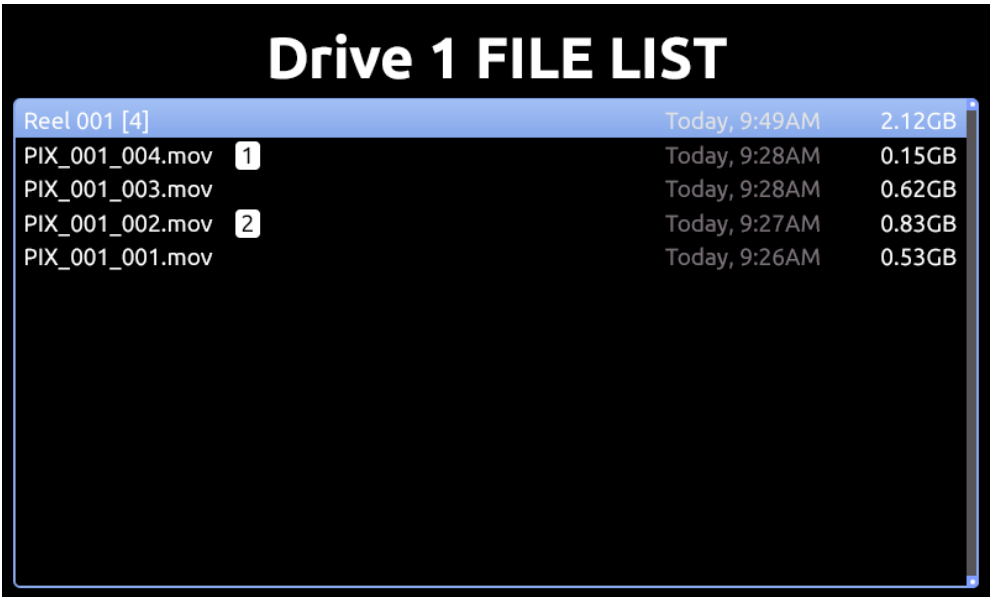 Drive 1 FILE LIST
Reel 001 [4] Today, 9:49AM 2.12GB
PIX_001_004.mov 1 Today, 9:28AM 0.15GB
PIX_001_003.mov Today, 9:28AM 0.62GB
PIX_001_002.mov 2 Today, 9:27AM 0.83GB
PIX_001_001.mov Today, 9:26AM 0.53GB